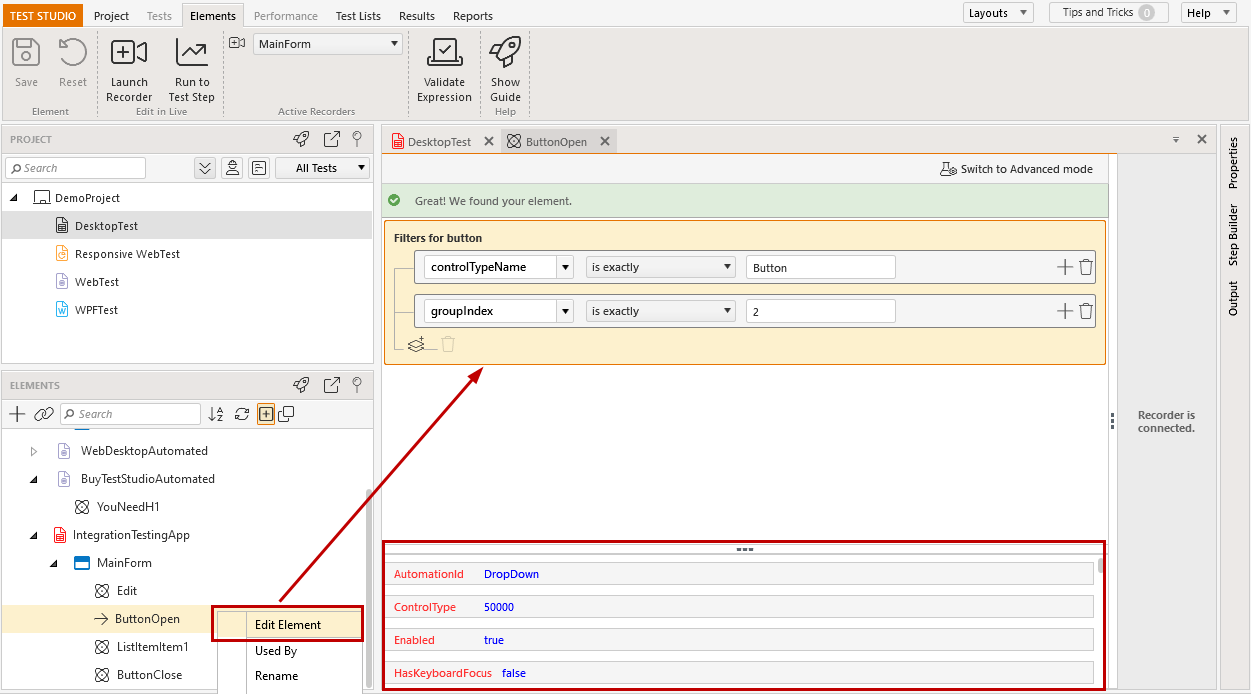 TEST STUDIO Project Tests Elements Performance Test Lists Results Reports Layouts Tips and Tricks 0 Help
MainForm
Save Reset Launch Recorder Run to Test Step Validate Expression Show Guide
Element Edit in Live Active Recorders Help
PROJECT
Search All Tests
DemoProject
DesktopTest
Responsive WebTest
WebTest
WPFTest
ELEMENTS
Search
WebDesktopAutomated
BuyTestStudioAutomated
YouNeedH1
IntegrationTestingApp
MainForm
Edit
ButtonOpen
ListItemItem1
ButtonClose
Edit Element
Used By
Rename
DesktopTest ButtonOpen
Switch to Advanced mode
Great! We found your element.
Filters for button
controlTypeName is exactly Button
groupIndex is exactly 2
AutomationId DropDown
ControlType 50000
Enabled true
HasKeyboardFocus false
Recorder is
connected.
Properties
Step Builder
Output